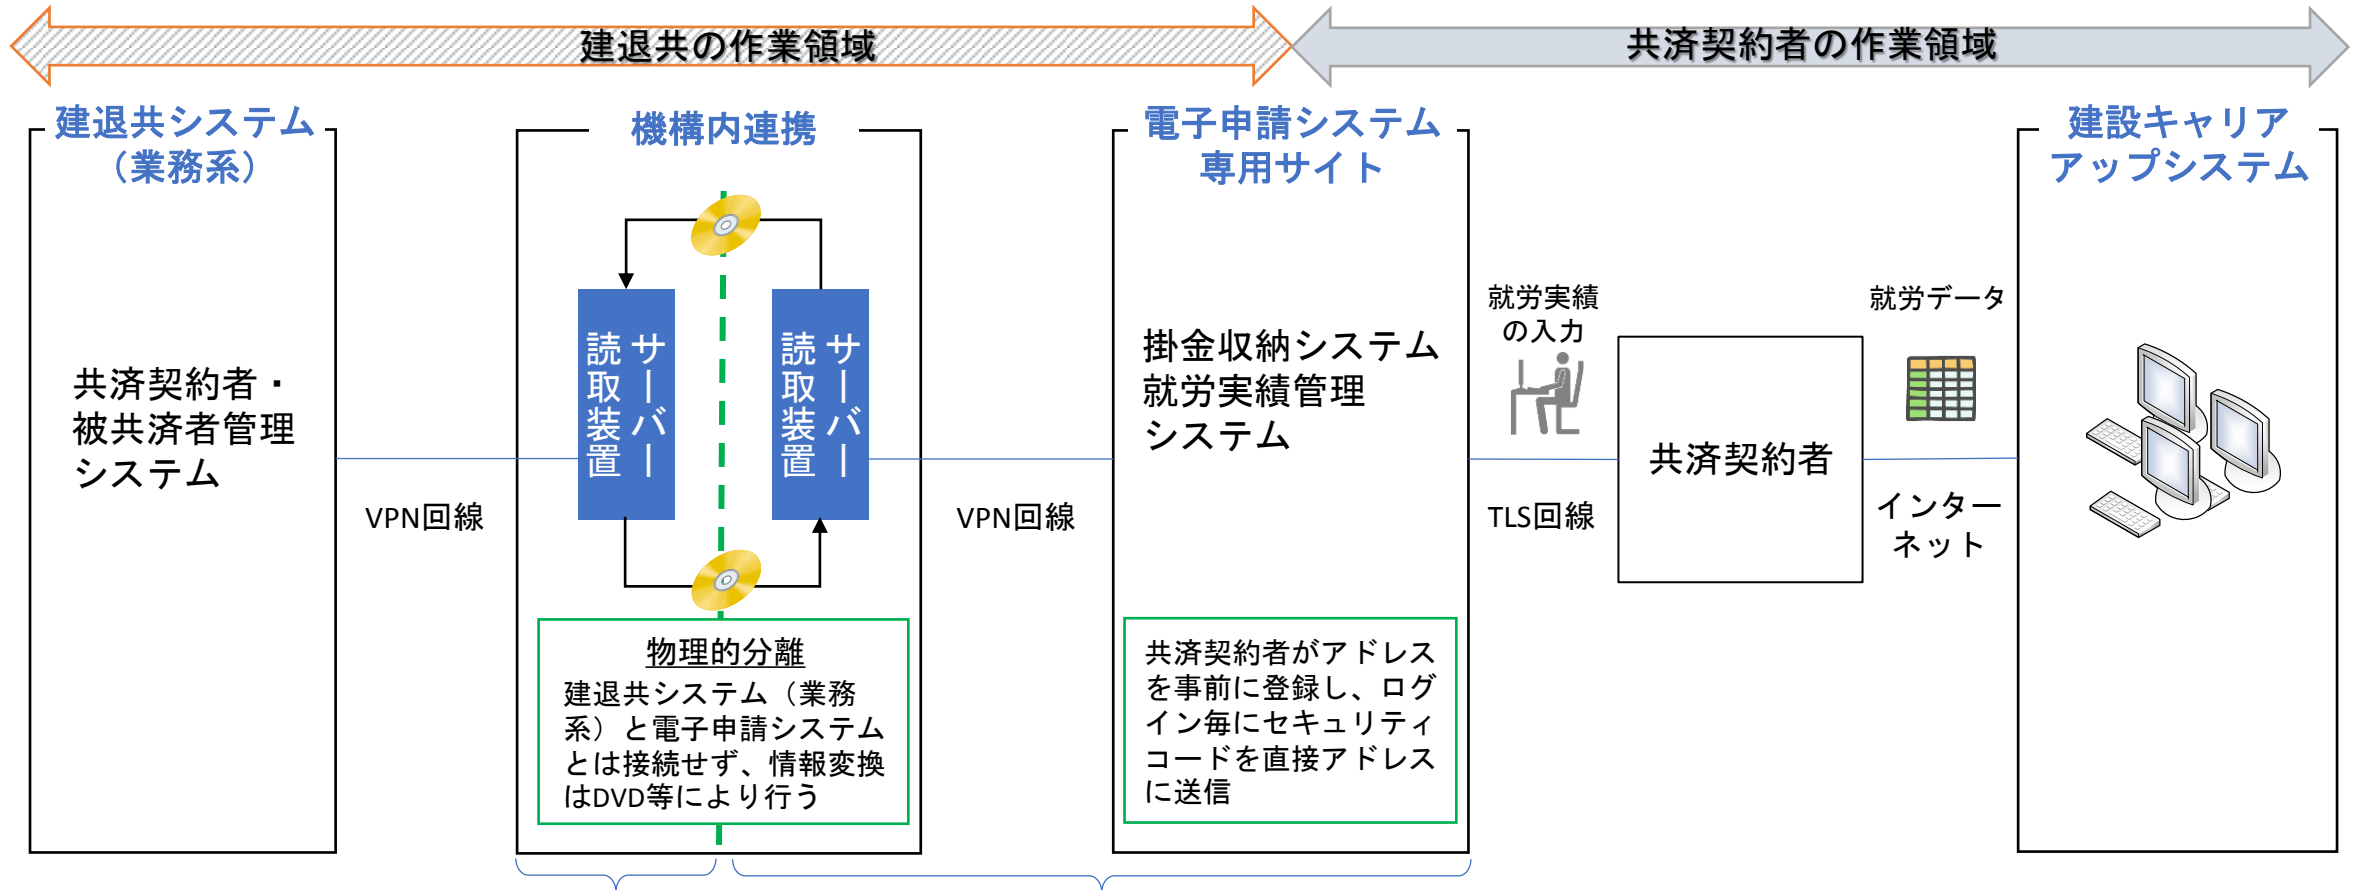 建退共の作業領域
共済契約者の作業領域
建退共システム
（業務系）
共済契約者・
被共済者管理
システム
VPN回線
機構内連携
サーバー
読取装置
サーバー
読取装置
物理的分離
建退共システム（業務
系）と電子申請システム
とは接続せず、情報変換
はDVD等により行う
VPN回線
電子申請システム
専用サイト
掛金収納システム
就労実績管理
システム
共済契約者がアドレス
を事前に登録し、ログ
イン毎にセキュリティ
コードを直接アドレス
に送信
就労実績
の入力
TLS回線
共済契約者
就労データ
インター
ネット
建設キャリア
アップシステム